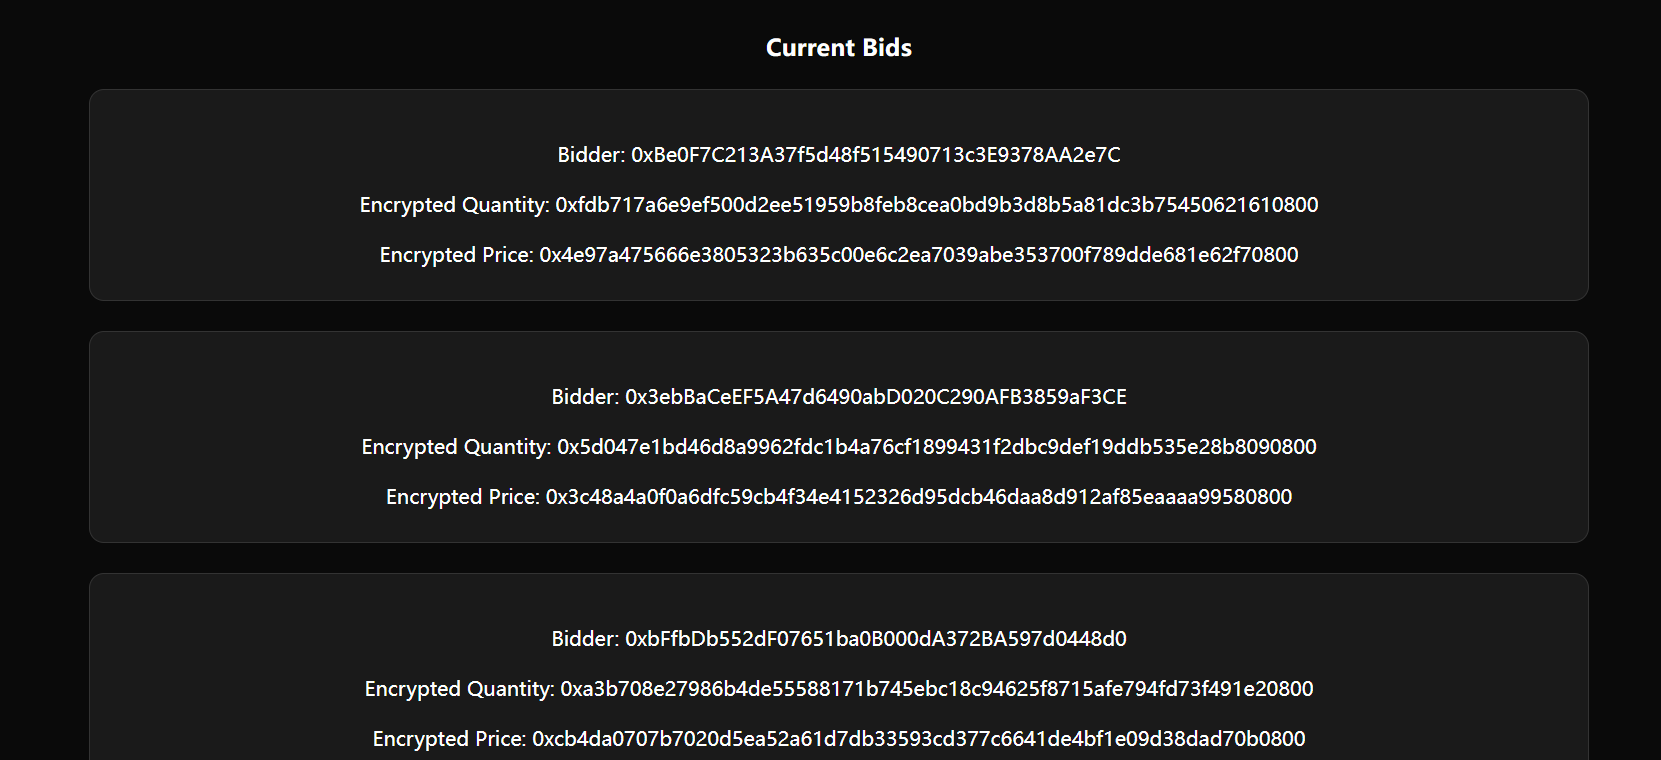 Current Bids
Bidder: 0xBe0F7C213A37f5d48f515490713c3E9378AA2e7C
Encrypted Quantity: 0xfdb717a6e9ef500d2ee51959b8feb8cea0bd9b3d8b5a81dc3b75450621610800
Encrypted Price: 0x4e97a475666e3805323b635c00e6c2ea7039abe353700f789dde681e62f70800
Bidder: 0x3ebBaCeEF5A47d6490abD020C290AFB3859aF3CE
Encrypted Quantity: 0x5d047e1bd46d8a9962fdc1b4a76cf1899431f2dbc9def19ddb535e28b8090800
Encrypted Price: 0x3c48a4a0f0a6dfc59cb4f34e4152326d95dcb46daa8d912af85eaaaa99580800
Bidder: 0xbFfbDb552dF07651ba0B000dA372BA597d0448d0
Encrypted Quantity: 0xa3b708e27986b4de55588171b745ebc18c94625f8715afe794fd73f491e20800
Encrypted Price: 0xcb4da0707b7020d5ea52a61d7db33593cd377c6641de4bf1e09d38dad70b0800